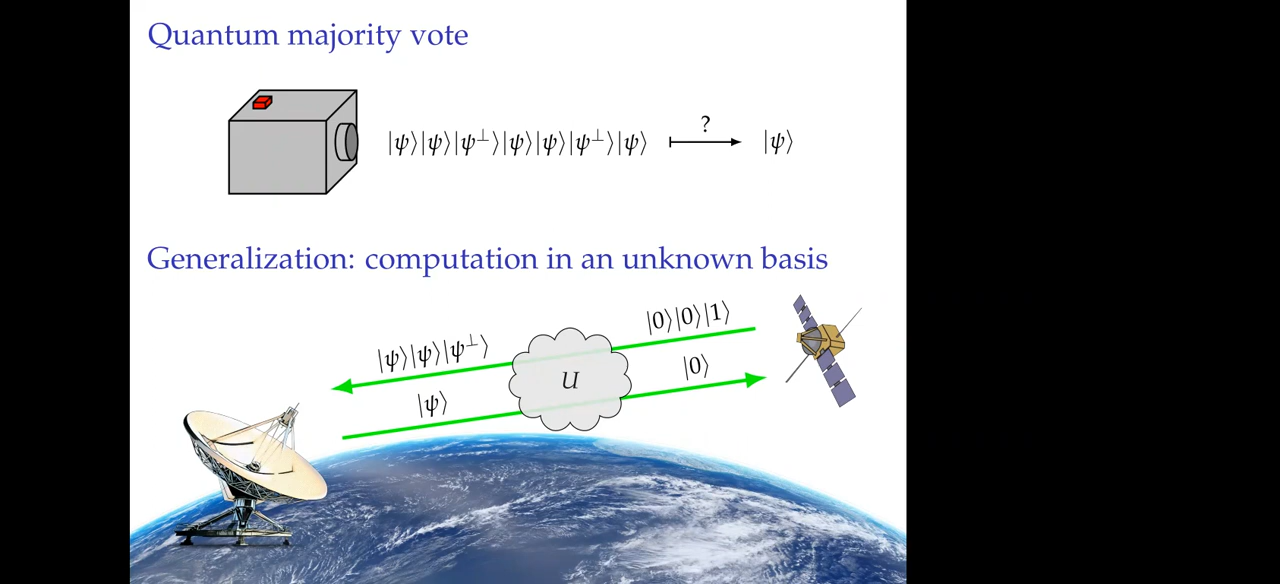 Quantum majority vote
|ψ⟩|ψ⟩|ψ⊥⟩|ψ⟩|ψ⟩|ψ⊥⟩|ψ⟩ ⟼ |ψ⟩
?
Generalization: computation in an unknown basis
|0⟩|0⟩|1⟩
|ψ⟩|ψ⟩|ψ⊥⟩
U
|0⟩
|ψ⟩